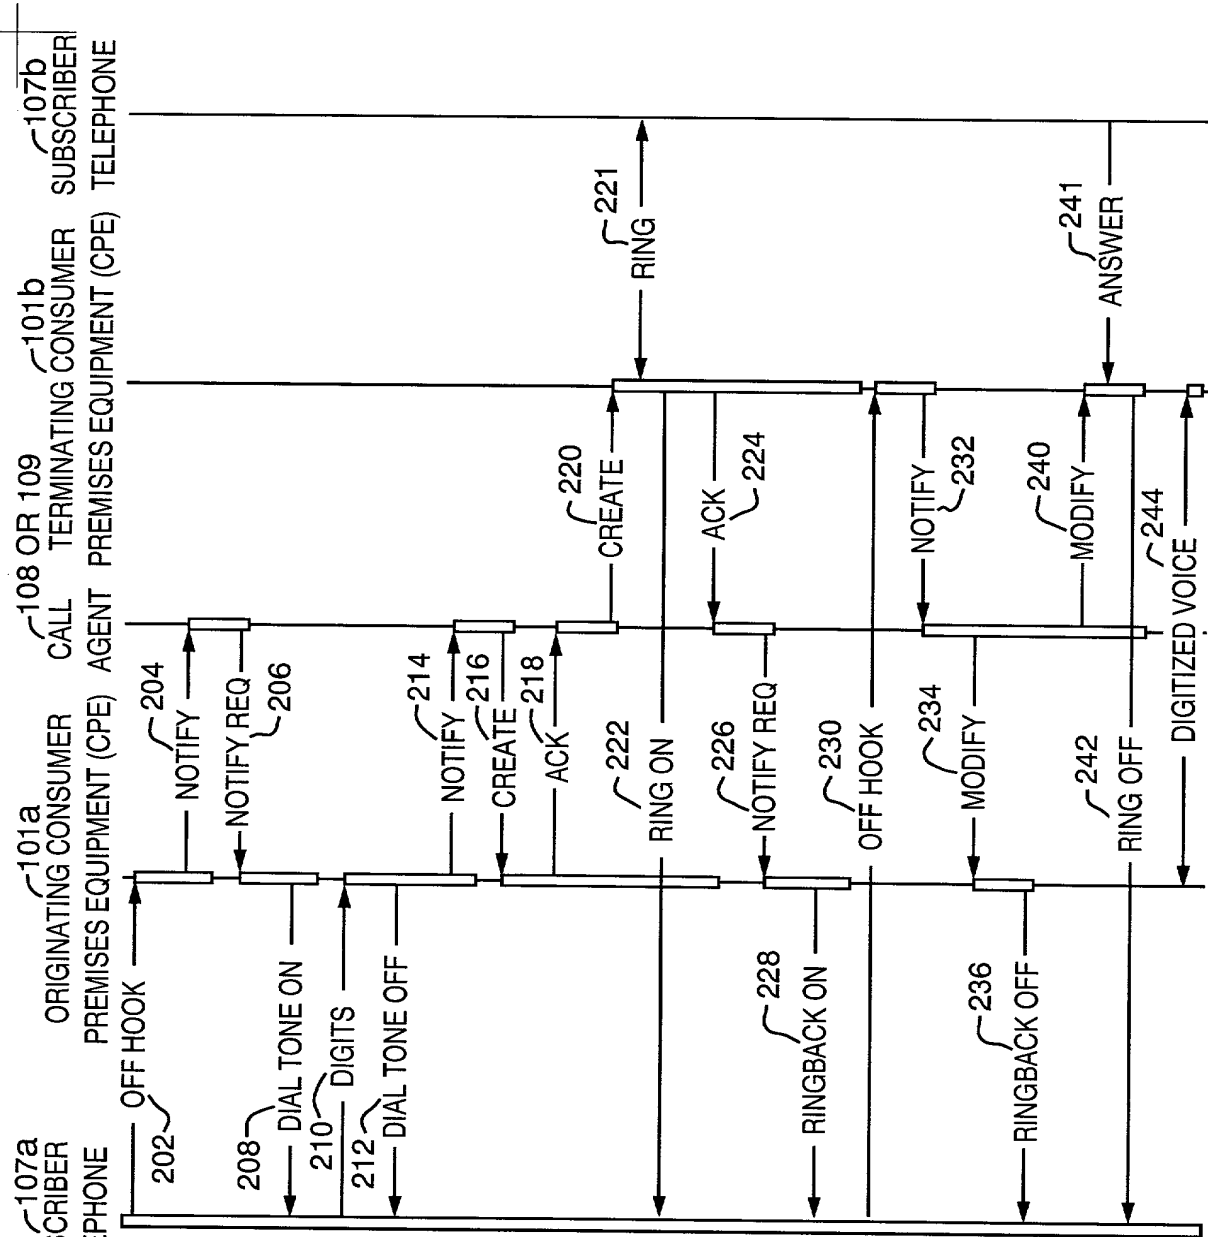 107a
SCRIBER
EPHONE
101a
ORIGINATING CONSUMER
PREMISES EQUIPMENT (CPE)
108 OR 109
CALL
AGENT
101b
TERMINATING CONSUMER
PREMISES EQUIPMENT (CPE)
107b
SUBSCRIBER
TELEPHONE
OFF HOOK
202
NOTIFY
204
NOTIFY REQ
206
208
DIAL TONE ON
210
DIGITS
212
DIAL TONE OFF
NOTIFY
214
CREATE
216
ACK
218
CREATE
220
RING
221
222
RING ON
ACK
224
226
NOTIFY REQ
228
RINGBACK ON
230
OFF HOOK
NOTIFY
232
234
MODIFY
236
RINGBACK OFF
240
MODIFY
241
ANSWER
242
RING OFF
244
DIGITIZED VOICE